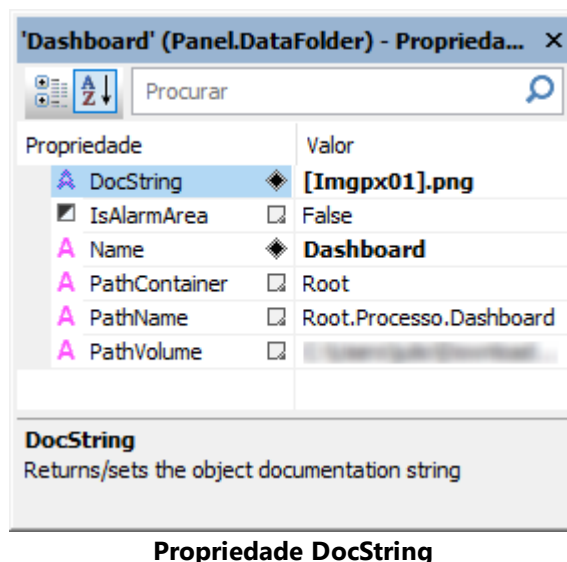 'Dashboard' (Panel.DataFolder) - Proprieda...
Procurar
Propriedade Valor
DocString [Imgpx01].png
IsAlarmArea False
Name Dashboard
PathContainer Root
PathName Root.Processo.Dashboard
PathVolume
DocString
Returns/sets the object documentation string
Propriedade DocString